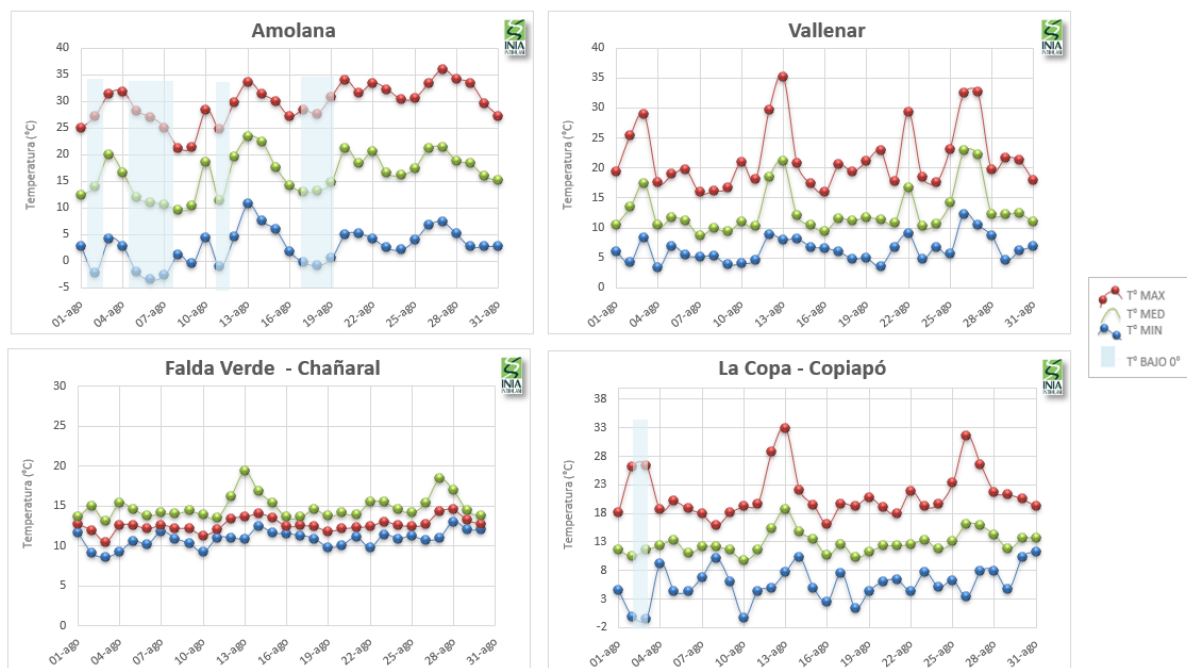 Amolana
INIA
Temperatura (°C)
40
35
30
25
20
15
10
5
0
-5
01-ago
04-ago
07-ago
10-ago
13-ago
16-ago
19-ago
22-ago
25-ago
28-ago
31-ago
Vallenar
INIA
Temperatura (°C)
40
35
30
25
20
15
10
5
0
01-ago
04-ago
07-ago
10-ago
13-ago
16-ago
19-ago
22-ago
25-ago
28-ago
31-ago
T° MAX
T° MED
T° MIN
T° BAJO 0°
Falda Verde - Chañaral
INIA
Temperatura (°C)
30
25
20
15
10
5
0
01-ago
04-ago
07-ago
10-ago
13-ago
16-ago
19-ago
22-ago
25-ago
28-ago
31-ago
La Copa - Copiapó
INIA
Temperatura (°C)
38
33
28
23
18
13
8
3
-2
01-ago
04-ago
07-ago
10-ago
13-ago
16-ago
19-ago
22-ago
25-ago
28-ago
31-ago